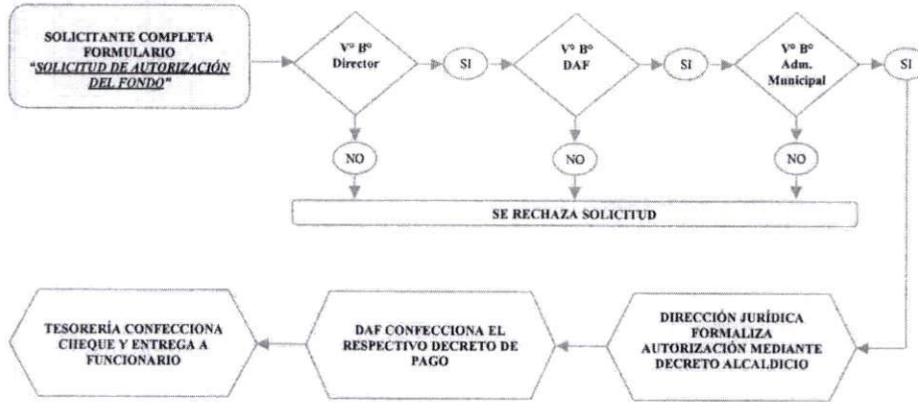 SOLICITANTE COMPLETA
FORMULARIO
"SOLICITUD DE AUTORIZACIÓN
DEL FONDO"
V° B°
Director
SI
V° B°
DAF
SI
V° B°
Adm.
Municipal
SI
NO
NO
NO
SE RECHAZA SOLICITUD
TESORERÍA CONFECCIONA
CHEQUE Y ENTREGA A
FUNCIONARIO
DAF CONFECCIONA EL
RESPECTIVO DECRETO DE
PAGO
DIRECCIÓN JURÍDICA
FORMALIZA
AUTORIZACIÓN MEDIANTE
DECRETO ALCALDICIO